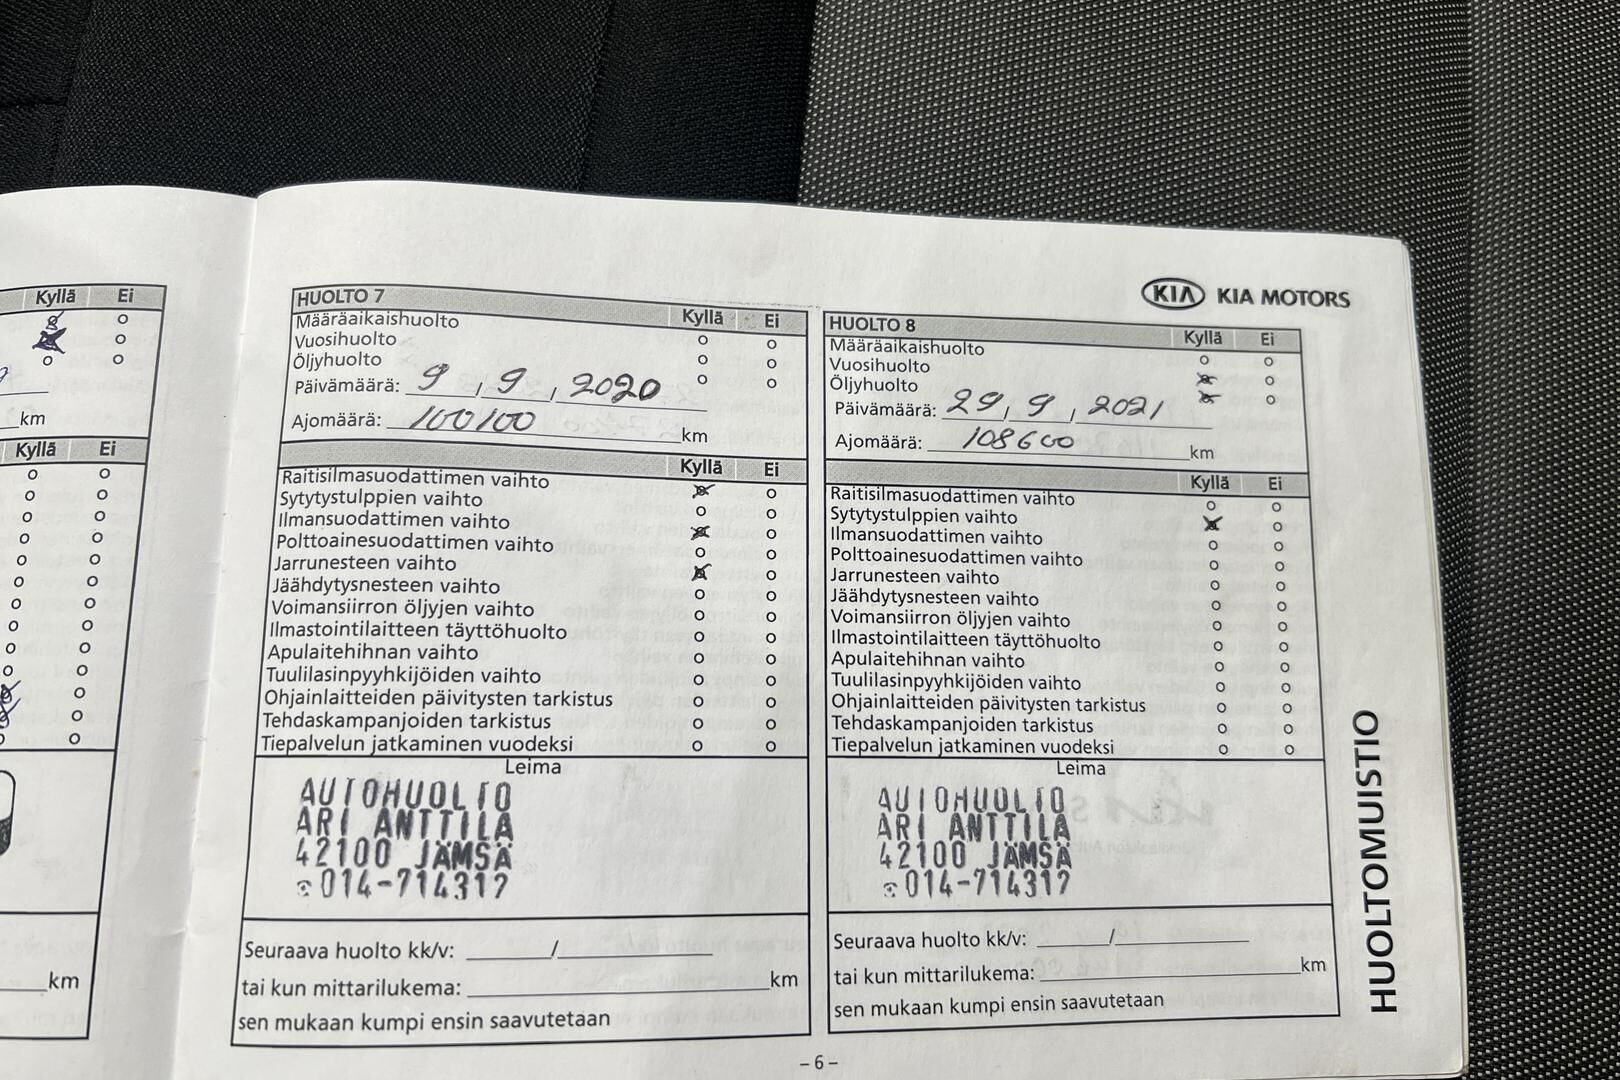 Kyllä Ei
km
Kyllä Ei
km
KIA KIA MOTORS
HUOLTO 7
Kyllä Ei
Määräaikaishuolto
Vuosihuolto
Öljyhuolto
Päivämäärä: 9 , 9 , 2020
Ajomäärä: 100100 km
Kyllä Ei
Raitisilmasuodattimen vaihto
Sytytystulppien vaihto
Ilmansuodattimen vaihto
Polttoainesuodattimen vaihto
Jarrunesteen vaihto
Jäähdytysnesteen vaihto
Voimansiirron öljyjen vaihto
Ilmastointilaitteen täyttöhuolto
Apulaitehihnan vaihto
Tuulilasinpyyhkijöiden vaihto
Ohjainlaitteiden päivitysten tarkistus
Tehdaskampanjoiden tarkistus
Tiepalvelun jatkaminen vuodeksi
Leima
AUTOHUOLTO
ARI ANTTILA
42100 JÄMSÄ
☎014-714317
Seuraava huolto kk/v: /
tai kun mittarilukema: km
sen mukaan kumpi ensin saavutetaan
HUOLTO 8
Kyllä Ei
Määräaikaishuolto
Vuosihuolto
Öljyhuolto
Päivämäärä: 29 , 9 , 2021
Ajomäärä: 108600 km
Kyllä Ei
Raitisilmasuodattimen vaihto
Sytytystulppien vaihto
Ilmansuodattimen vaihto
Polttoainesuodattimen vaihto
Jarrunesteen vaihto
Jäähdytysnesteen vaihto
Voimansiirron öljyjen vaihto
Ilmastointilaitteen täyttöhuolto
Apulaitehihnan vaihto
Tuulilasinpyyhkijöiden vaihto
Ohjainlaitteiden päivitysten tarkistus
Tehdaskampanjoiden tarkistus
Tiepalvelun jatkaminen vuodeksi
Leima
AUTOHUOLTO
ARI ANTTILA
42100 JÄMSÄ
☎014-714317
Seuraava huolto kk/v: /
tai kun mittarilukema: km
sen mukaan kumpi ensin saavutetaan
HUOLTOMUISTIO
– 6 –